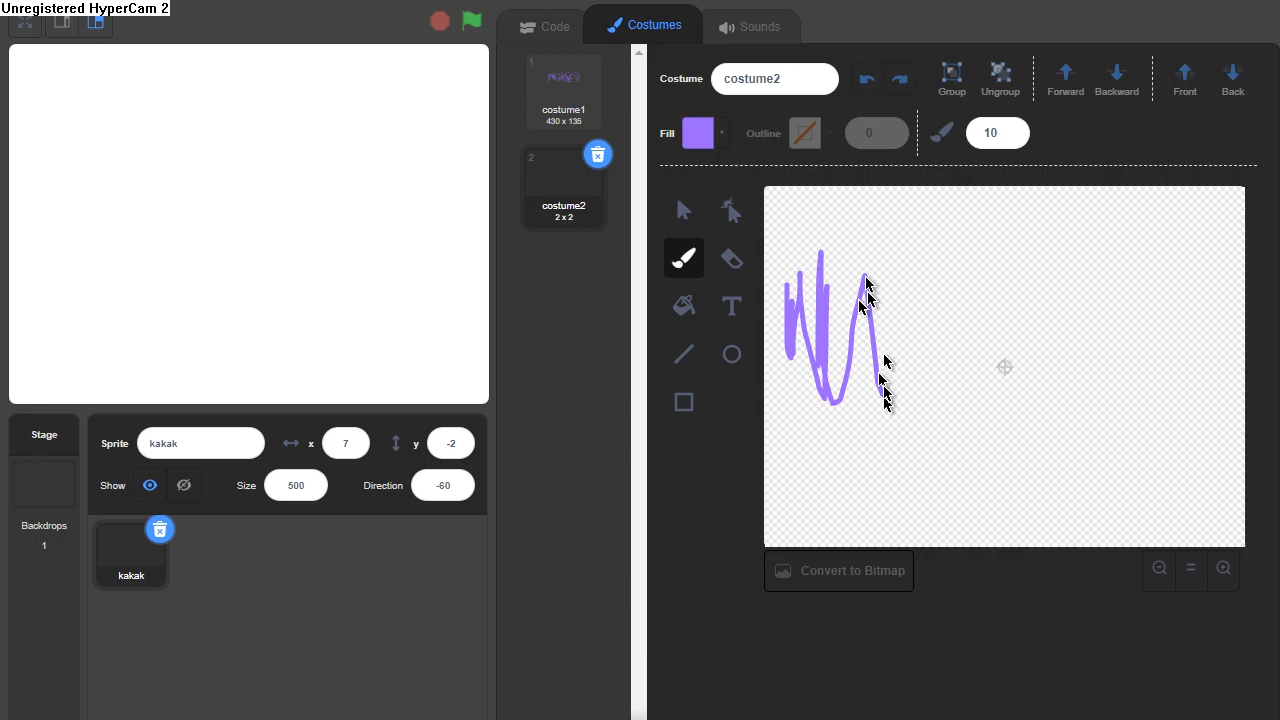 Unregistered HyperCam 2
Code
Costumes
Sounds
1
costume1
430 x 135
2
costume2
2 x 2
Costume
costume2
Group
Ungroup
Forward
Backward
Front
Back
Fill
Outline
0
10
Stage
Backdrops
1
Sprite
kakak
x
7
y
-2
Show
Size
500
Direction
-60
kakak
Convert to Bitmap